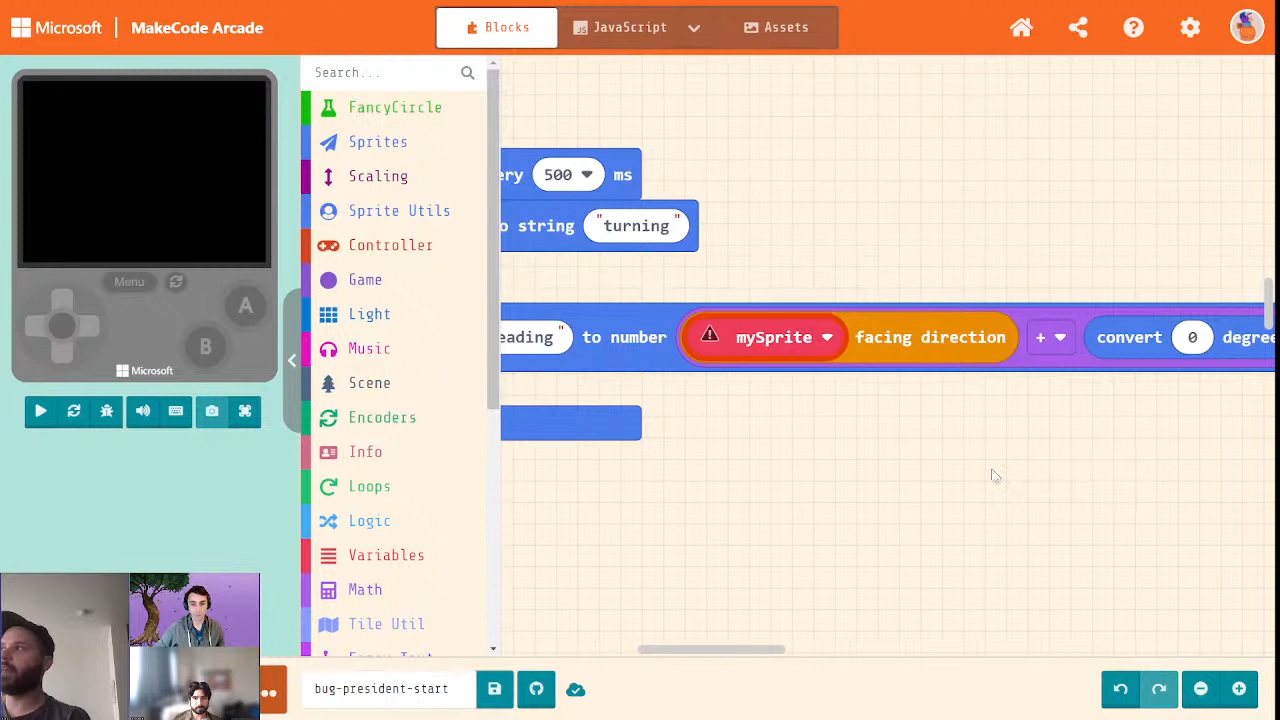 Microsoft | MakeCode Arcade
Blocks
JavaScript
Assets
Search...
FancyCircle
Sprites
Scaling
Sprite Utils
Controller
Game
Light
Music
Scene
Encoders
Info
Loops
Logic
Variables
Math
Tile Util
ery 500 ms
o string "turning"
eading" to number mySprite facing direction + convert 0 degree
Menu
A
B
Microsoft
bug-president-start